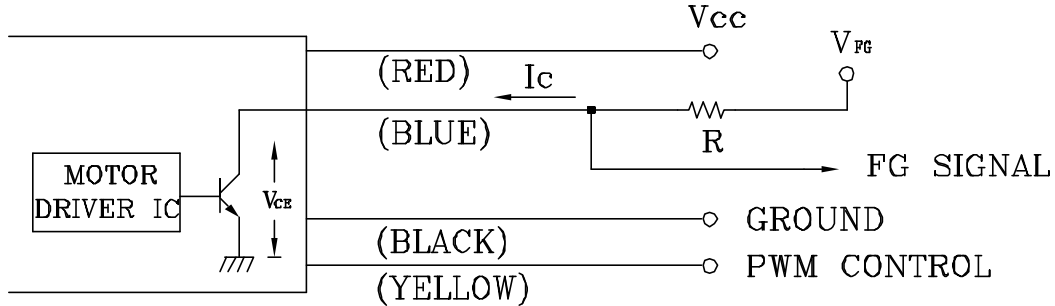 Vcc
VFG
(RED)
Ic
(BLUE)
R
MOTOR
DRIVER IC
VCE
FG SIGNAL
GROUND
(BLACK)
PWM CONTROL
(YELLOW)